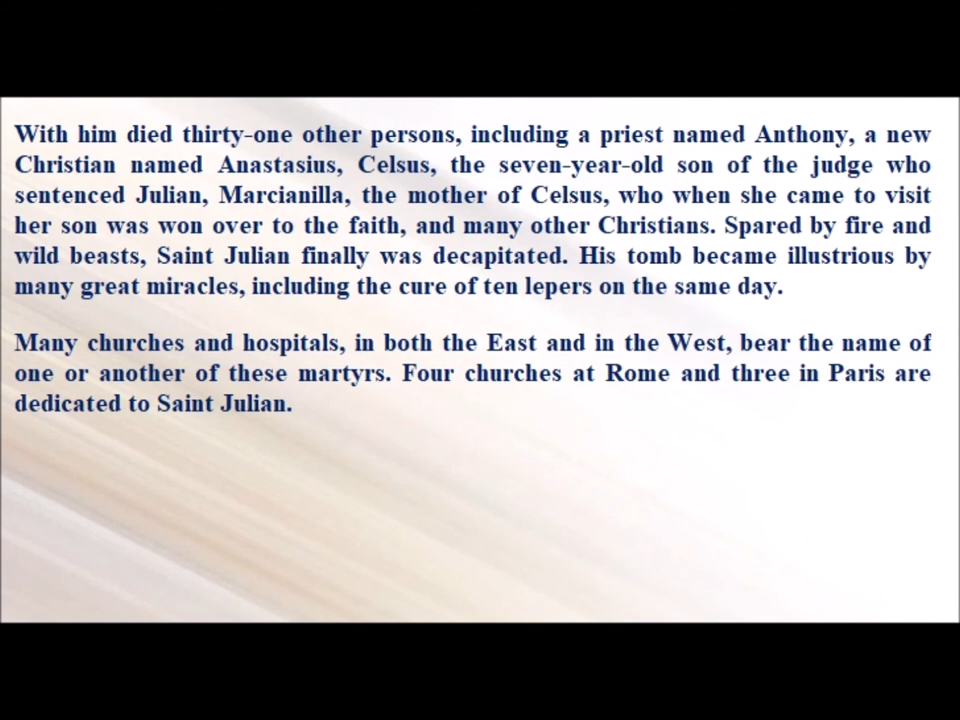 With him died thirty-one other persons, including a priest named Anthony, a new
Christian named Anastasius, Celsus, the seven-year-old son of the judge who
sentenced Julian, Marcianilla, the mother of Celsus, who when she came to visit
her son was won over to the faith, and many other Christians. Spared by fire and
wild beasts, Saint Julian finally was decapitated. His tomb became illustrious by
many great miracles, including the cure of ten lepers on the same day.
Many churches and hospitals, in both the East and in the West, bear the name of
one or another of these martyrs. Four churches at Rome and three in Paris are
dedicated to Saint Julian.